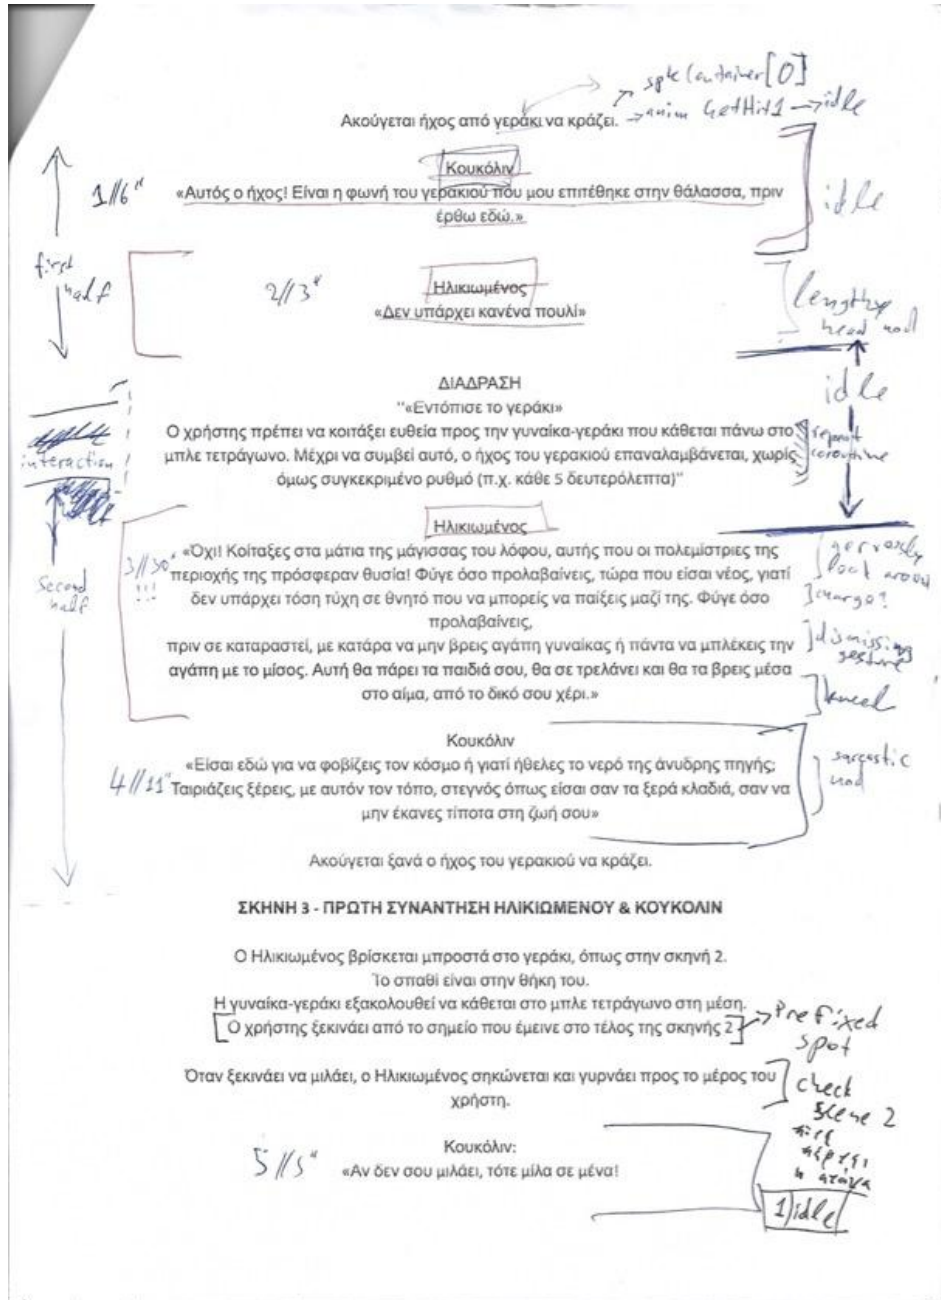 spkContainer[0]
Ακούγεται ήχος από γεράκι να κράζει. → anim GetHit1 → idle
Κουκόλιν
1//6"
«Αυτός ο ήχος! Είναι η φωνή του γερακιού που μου επιτέθηκε στην θάλασσα, πριν
έρθω εδώ.»
idle
first half
2//3"
Ηλικιωμένος
«Δεν υπάρχει κανένα πουλί»
lengthy
head nod
ΔΙΑΔΡΑΣΗ
idle
"«Εντόπισε το γεράκι»
Ο χρήστης πρέπει να κοιτάξει ευθεία προς την γυναίκα-γεράκι που κάθεται πάνω στο
μπλε τετράγωνο. Μέχρι να συμβεί αυτό, ο ήχος του γερακιού επαναλαμβάνεται, χωρίς
όμως συγκεκριμένο ρυθμό (π.χ. κάθε 5 δευτερόλεπτα)"
repeat
coroutine
interaction
Ηλικιωμένος
second half
3//30"
!!!
«Όχι! Κοίταξες στα μάτια της μάγισσας του λόφου, αυτής που οι πολεμίστριες της
περιοχής της πρόσφεραν θυσία! Φύγε όσο προλαβαίνεις, τώρα που είσαι νέος, γιατί
δεν υπάρχει τόση τύχη σε θνητό που να μπορείς να παίξεις μαζί της. Φύγε όσο
προλαβαίνεις,
πριν σε καταραστεί, με κατάρα να μην βρεις αγάπη γυναίκας ή πάντα να μπλέκεις την
αγάπη με το μίσος. Αυτή θα πάρει τα παιδιά σου, θα σε τρελάνει και θα τα βρεις μέσα
στο αίμα, από το δικό σου χέρι.»
nervously
look around
dismissing
gesture
kneel
Κουκόλιν
4//11"
«Είσαι εδώ για να φοβίζεις τον κόσμο ή γιατί ήθελες το νερό της άνυδρης πηγής;
Ταιριάζεις ξέρεις, με αυτόν τον τόπο, στεγνός όπως είσαι σαν τα ξερά κλαδιά, σαν να
μην έκανες τίποτα στη ζωή σου»
sarcastic
nod
Ακούγεται ξανά ο ήχος του γερακιού να κράζει.
ΣΚΗΝΗ 3 - ΠΡΩΤΗ ΣΥΝΑΝΤΗΣΗ ΗΛΙΚΙΩΜΕΝΟΥ & ΚΟΥΚΟΛΙΝ
Ο Ηλικιωμένος βρίσκεται μπροστά στο γεράκι, όπως στην σκηνή 2.
Το σπαθί είναι στην θήκη του.
Η γυναίκα-γεράκι εξακολουθεί να κάθεται στο μπλε τετράγωνο στη μέση.
Ο χρήστης ξεκινάει από το σημείο που έμεινε στο τέλος της σκηνής 2
Prefixed
spot
Όταν ξεκινάει να μιλάει, ο Ηλικιωμένος σηκώνεται και γυρνάει προς το μέρος του
χρήστη.
check
scene 2
Κουκόλιν:
5//5"
«Αν δεν σου μιλάει, τότε μίλα σε μένα!
1) idle